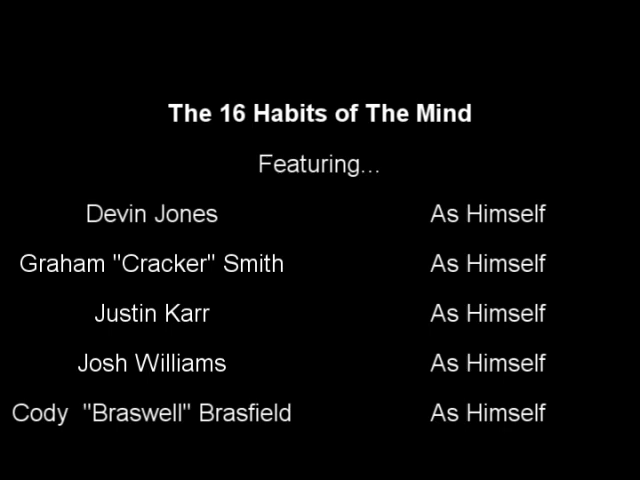 The 16 Habits of The Mind
Featuring...
Devin Jones As Himself
Graham "Cracker" Smith As Himself
Justin Karr As Himself
Josh Williams As Himself
Cody  "Braswell" Brasfield As Himself